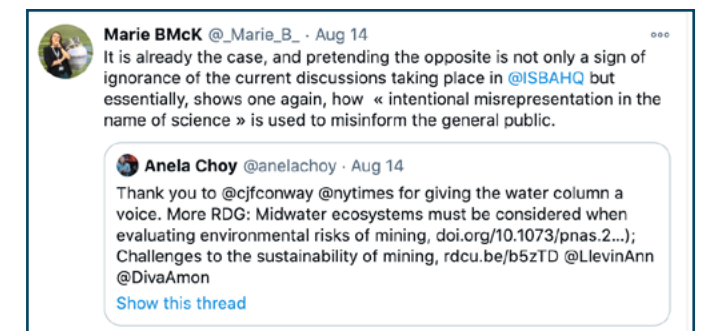 Marie BMcK @_Marie_B_ · Aug 14
It is already the case, and pretending the opposite is not only a sign of
ignorance of the current discussions taking place in @ISBAHQ but
essentially, shows one again, how « intentional misrepresentation in the
name of science » is used to misinform the general public.
Anela Choy @anelachoy · Aug 14
Thank you to @cjfconway @nytimes for giving the water column a
voice. More RDG: Midwater ecosystems must be considered when
evaluating environmental risks of mining, doi.org/10.1073/pnas.2...);
Challenges to the sustainability of mining, rdcu.be/b5zTD @LlevinAnn
@DivaAmon
Show this thread